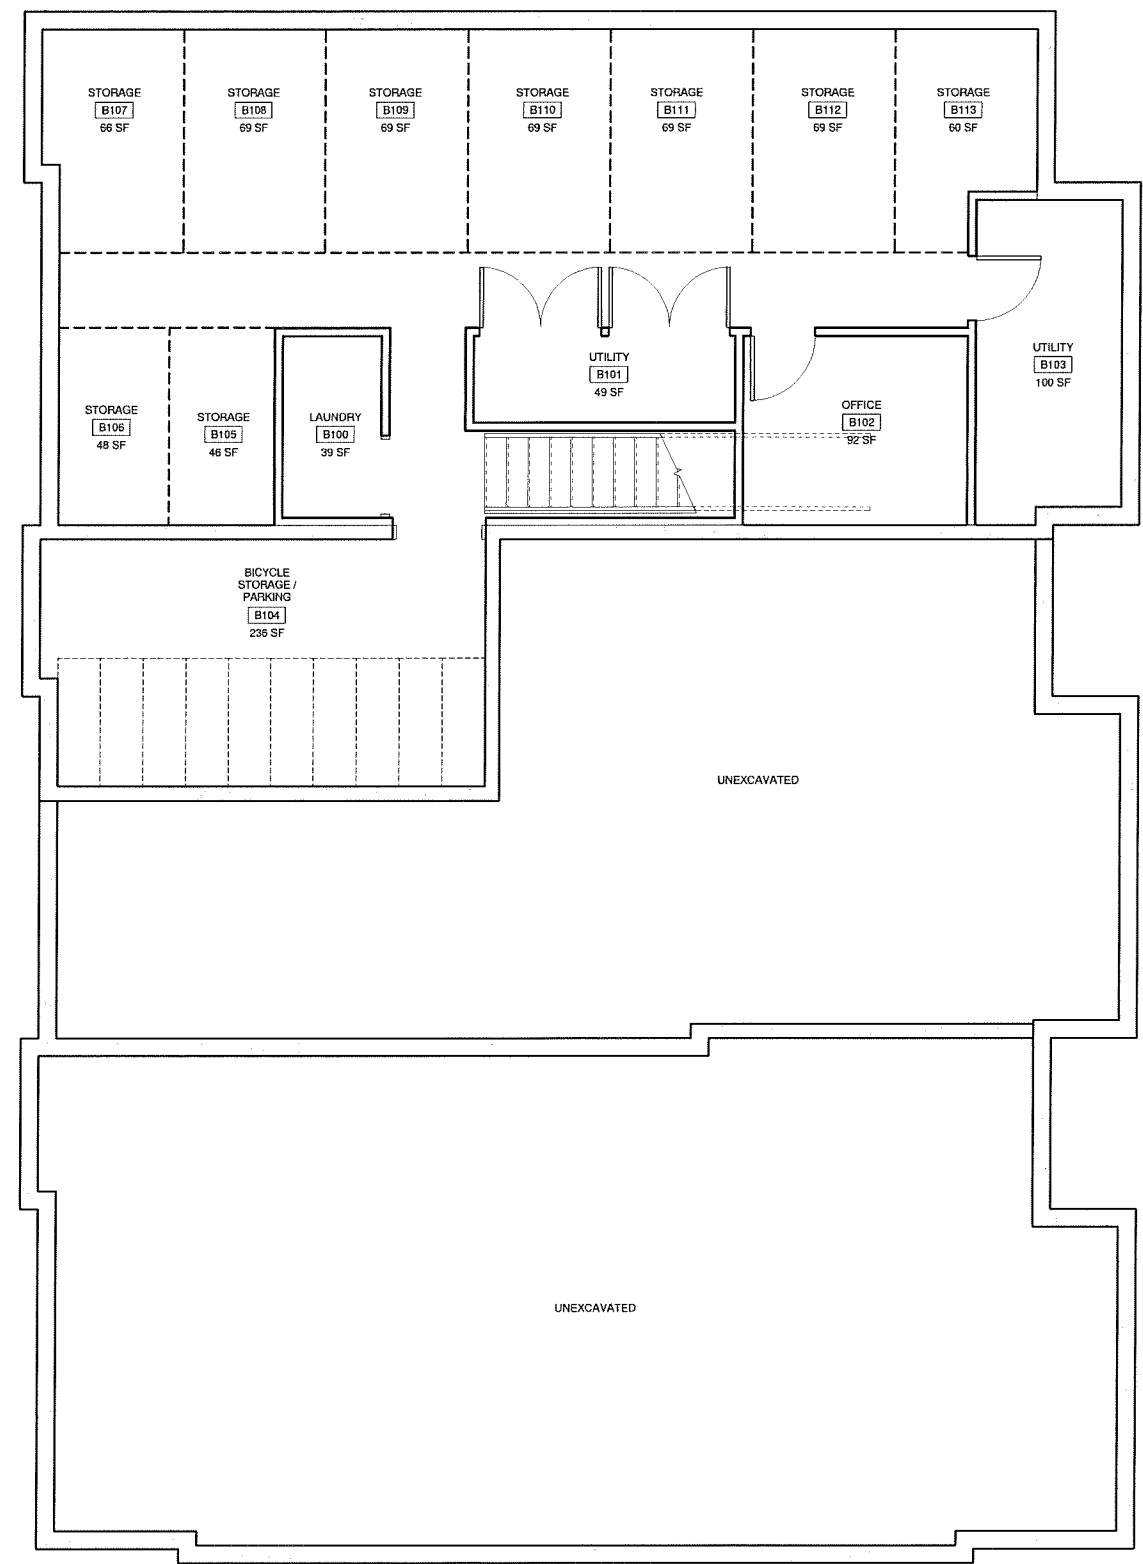 STORAGE
B107
66 SF
STORAGE
B108
69 SF
STORAGE
B109
69 SF
STORAGE
B110
69 SF
STORAGE
B111
69 SF
STORAGE
B112
69 SF
STORAGE
B113
60 SF
UTILITY
B101
49 SF
UTILITY
B103
100 SF
STORAGE
B106
48 SF
STORAGE
B105
46 SF
LAUNDRY
B100
39 SF
OFFICE
B102
92 SF
BICYCLE
STORAGE /
PARKING
B104
236 SF
UNEXCAVATED
UNEXCAVATED